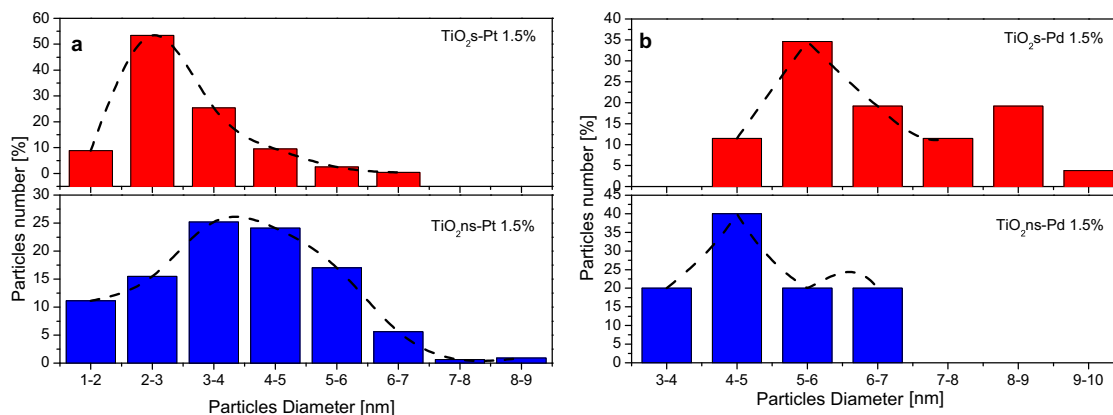 a
TiO₂s-Pt 1.5%
60
50
40
30
20
10
0
TiO₂ns-Pt 1.5%
30
25
20
15
10
5
0
Particles number [%]
1-2 2-3 3-4 4-5 5-6 6-7 7-8 8-9
Particles Diameter [nm]
b
TiO₂s-Pd 1.5%
40
35
30
25
20
15
10
5
0
TiO₂ns-Pd 1.5%
45
40
35
30
25
20
15
10
5
0
Particles number [%]
3-4 4-5 5-6 6-7 7-8 8-9 9-10
Particles Diameter [nm]